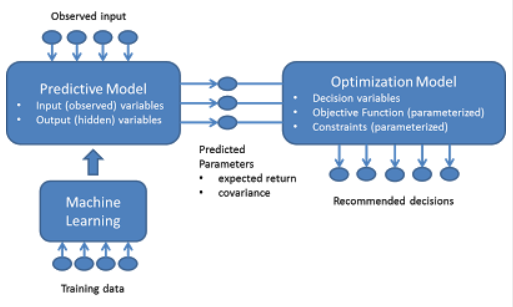 Observed input
Predictive Model
• Input (observed) variables
• Output (hidden) variables
Optimization Model
• Decision variables
• Objective Function (parameterized)
• Constraints (parameterized)
Predicted
Parameters
• expected return
• covariance
Machine
Learning
Recommended decisions
Training data